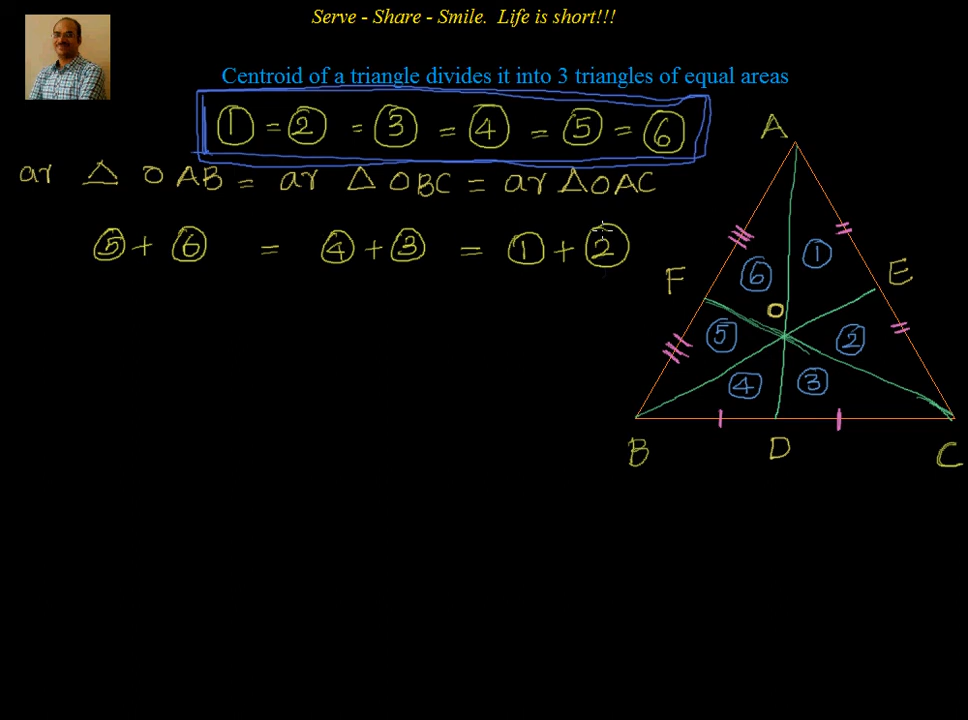 Serve - Share - Smile. Life is short!!!
Centroid of a triangle divides it into 3 triangles of equal areas
① = ② = ③ = ④ = ⑤ = ⑥
ar △ OAB = ar △ OBC = ar △OAC
⑤ + ⑥ = ④ + ③ = ① + ②
A
⑥ ①
F E
O
⑤ ②
④ ③
B D C